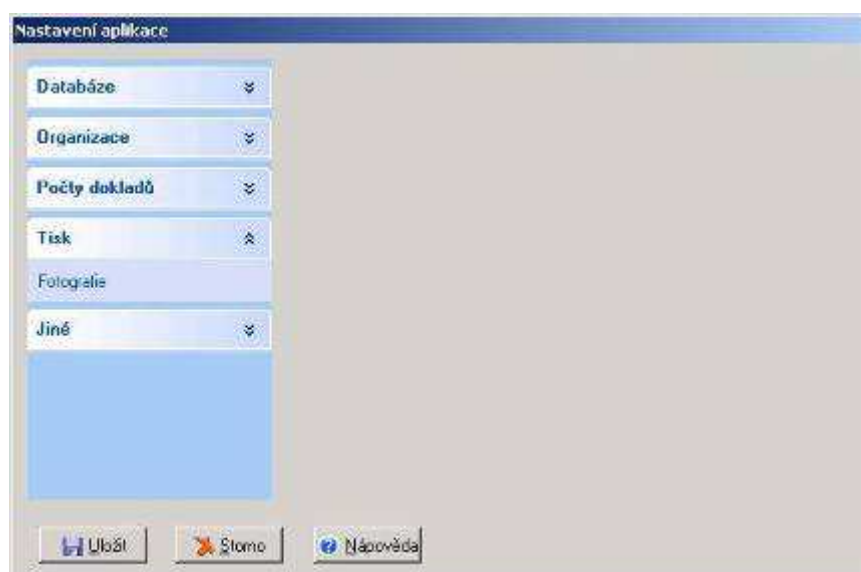 Nastavení aplikace
Databáze
Organizace
Počty dokladů
Tisk
Fotografie
Jiné
Uložit
Storno
Nápověda